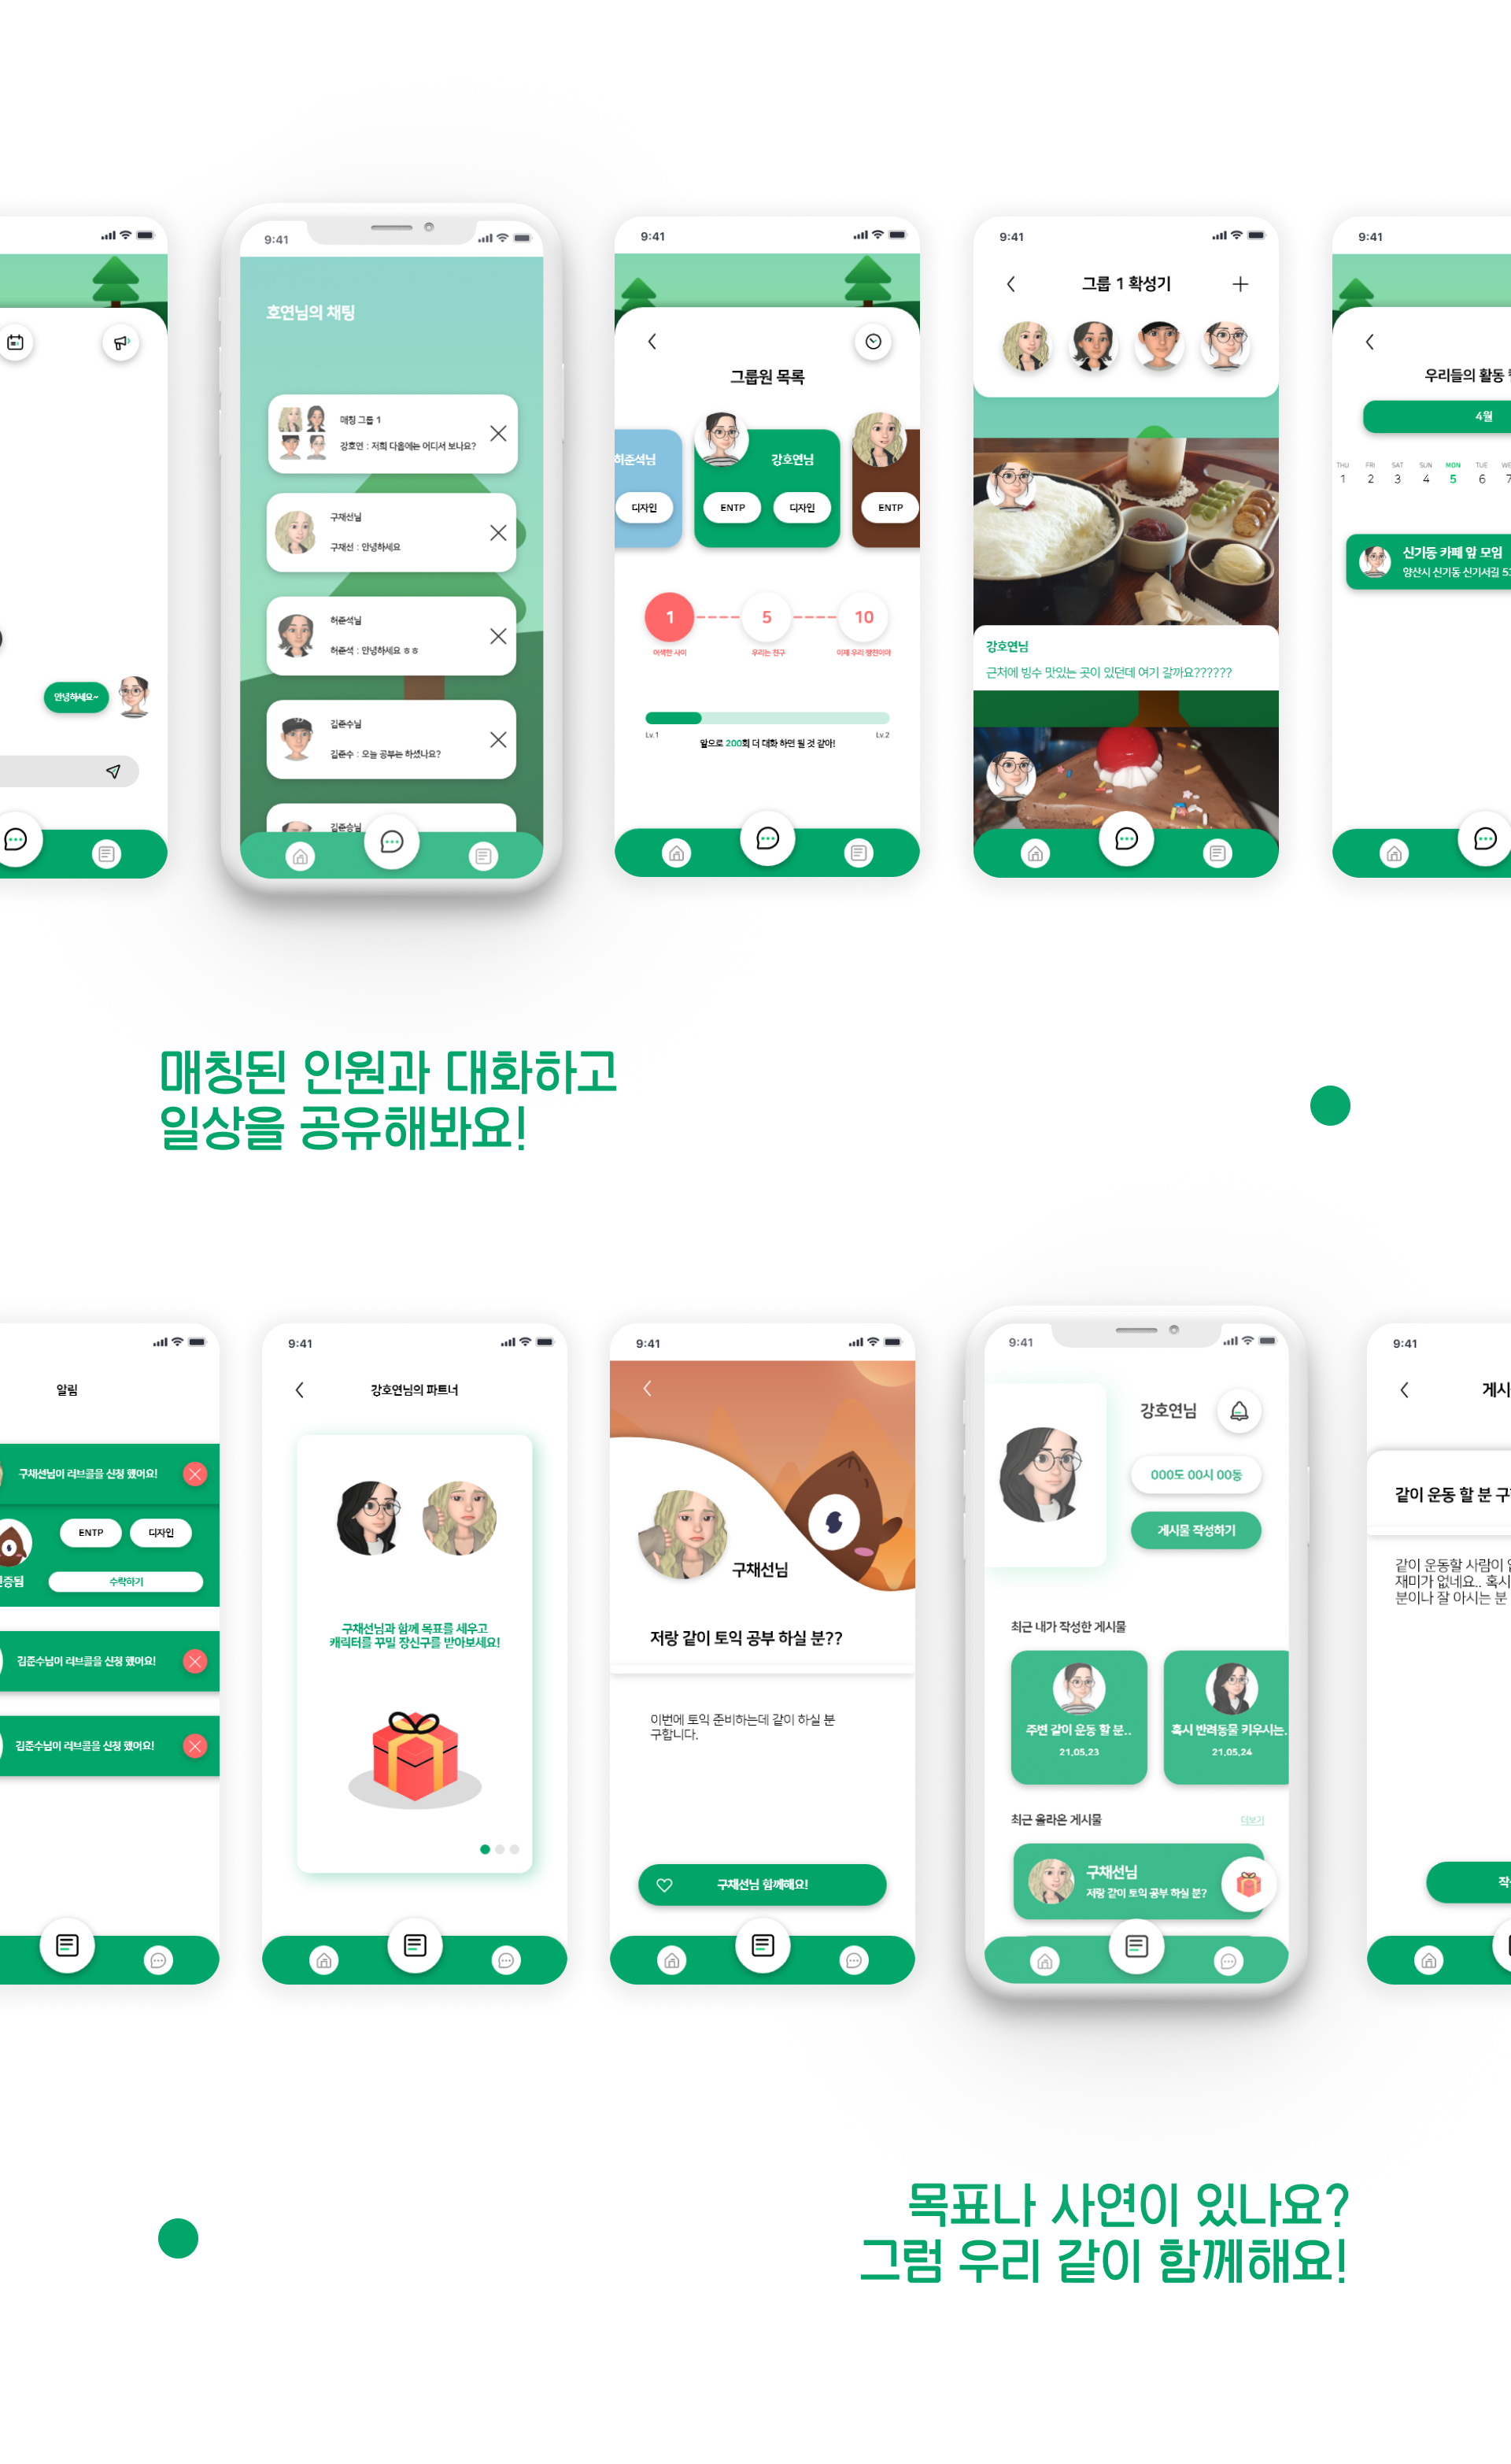 안녕하세요~
9:41
호연님의 채팅
매칭 그룹 1
강호연 : 저희 다음에는 어디서 보나요?
구채선님
구채선 : 안녕하세요
허준석님
허준석 : 안녕하세요 ㅎㅎ
김준수님
김준수 : 오늘 공부는 하셨나요?
김준승님
9:41
그룹원 목록
허준석님
디자인
강호연님
ENTP
디자인
ENTP
1
5
10
어색한 사이
우리는 친구
이제 우리 짱친이야
Lv.1
Lv.2
앞으로 200회 더 대화 하면 될 것 같아!
9:41
그룹 1 확성기
강호연님
근처에 빙수 맛있는 곳이 있던데 여기 갈까요??????
9:41
우리들의 활동
4월
THU FRI SAT SUN MON TUE WE
1 2 3 4 5 6 7
신기동 카페 앞 모임
양산시 신기동 신기서길 5
매칭된 인원과 대화하고
일상을 공유해봐요!
알림
구채선님이 러브콜을 신청 했어요!
ENTP
디자인
인증됨
수락하기
김준수님이 러브콜을 신청 했어요!
김준수님이 러브콜을 신청 했어요!
9:41
강호연님의 파트너
구채선님과 함께 목표를 세우고
캐릭터를 꾸밀 장신구를 받아보세요!
9:41
구채선님
저랑 같이 토익 공부 하실 분??
이번에 토익 준비하는데 같이 하실 분
구합니다.
구채선님 함께해요!
9:41
강호연님
000도 00시 00동
게시물 작성하기
최근 내가 작성한 게시물
주변 같이 운동 할 분..
21.05.23
혹시 반려동물 키우시는.
21.05.24
최근 올라온 게시물
더보기
구채선님
저랑 같이 토익 공부 하실 분?
9:41
게시
같이 운동 할 분 구
같이 운동할 사람이
재미가 없네요.. 혹시
분이나 잘 아시는 분
작
목표나 사연이 있나요?
그럼 우리 같이 함께해요!